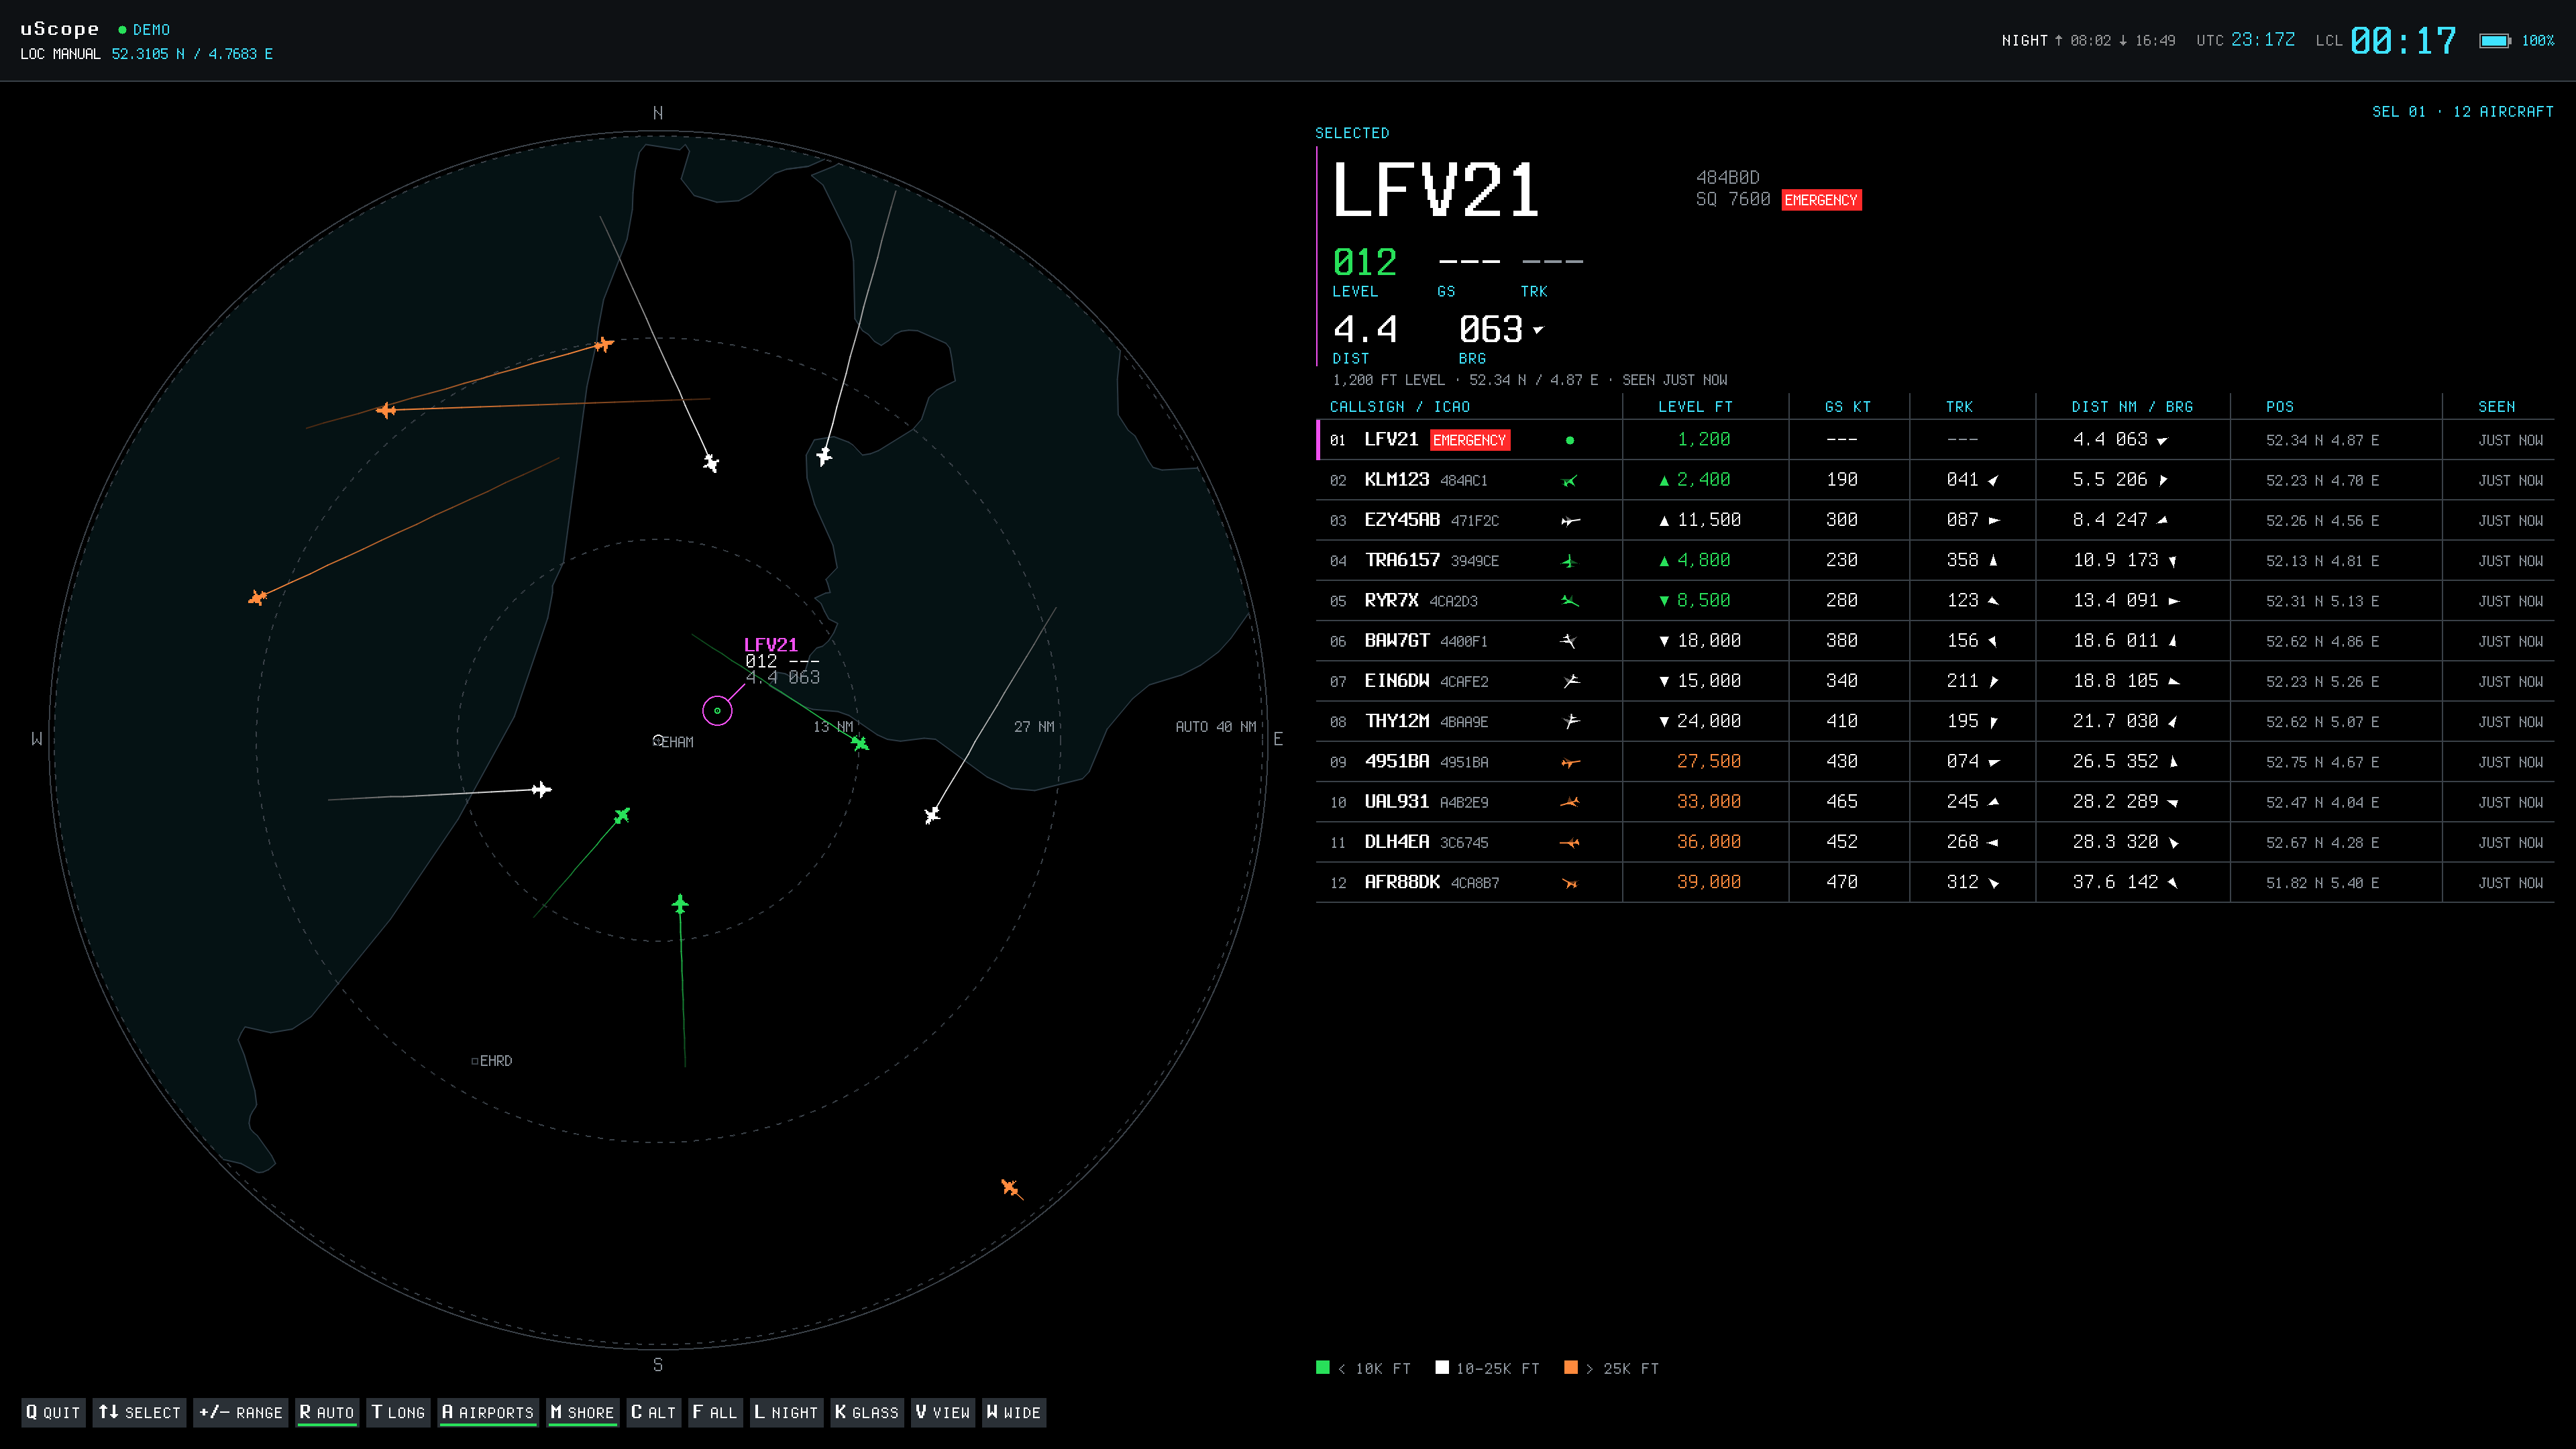 uScope ● DEMO
LOC MANUAL 52.3105 N / 4.7683 E
NIGHT ↑ 08:02 ↓ 16:49 UTC 23:17Z LCL 00:17 100%
N
W
E
S
LFV21
012 ---
4.4 063
EHAM
13 NM
27 NM
AUTO 40 NM
EHRD
SEL 01 · 12 AIRCRAFT
SELECTED
LFV21
484B0D
SQ 7600 EMERGENCY
012 --- ---
LEVEL GS TRK
4.4 063
DIST BRG
1,200 FT LEVEL · 52.34 N / 4.87 E · SEEN JUST NOW
CALLSIGN / ICAO LEVEL FT GS KT TRK DIST NM / BRG POS SEEN
01 LFV21 EMERGENCY 1,200 --- --- 4.4 063 52.34 N 4.87 E JUST NOW
02 KLM123 484AC1 ▲ 2,400 190 041 5.5 206 52.23 N 4.70 E JUST NOW
03 EZY45AB 471F2C ▲ 11,500 300 087 8.4 247 52.26 N 4.56 E JUST NOW
04 TRA6157 3949CE ▲ 4,800 230 358 10.9 173 52.13 N 4.81 E JUST NOW
05 RYR7X 4CA2D3 ▼ 8,500 280 123 13.4 091 52.31 N 5.13 E JUST NOW
06 BAW7GT 4400F1 ▼ 18,000 380 156 18.6 011 52.62 N 4.86 E JUST NOW
07 EIN6DW 4CAFE2 ▼ 15,000 340 211 18.8 105 52.23 N 5.26 E JUST NOW
08 THY12M 4BAA9E ▼ 24,000 410 195 21.7 030 52.62 N 5.07 E JUST NOW
09 4951BA 4951BA 27,500 430 074 26.5 352 52.75 N 4.67 E JUST NOW
10 UAL931 A4B2E9 33,000 465 245 28.2 289 52.47 N 4.04 E JUST NOW
11 DLH4EA 3C6745 36,000 452 268 28.3 320 52.67 N 4.28 E JUST NOW
12 AFR88DK 4CA8B7 39,000 470 312 37.6 142 51.82 N 5.40 E JUST NOW
< 10K FT 10-25K FT > 25K FT
Q QUIT ↑↓ SELECT +/- RANGE R AUTO T LONG A AIRPORTS M SHORE C ALT F ALL L NIGHT K GLASS V VIEW W WIDE